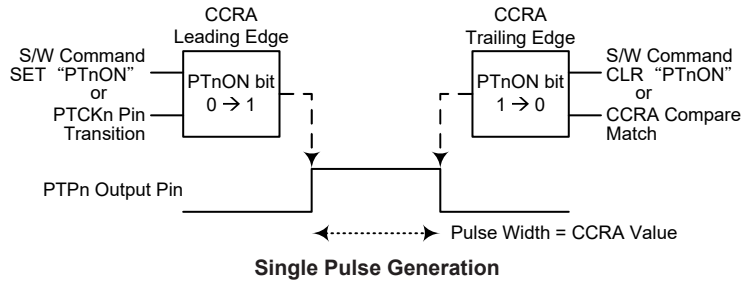 CCRA
Leading Edge
CCRA
Trailing Edge
S/W Command
SET “PTnON”
or
PTCKn Pin
Transition
PTnON bit
0 → 1
PTnON bit
1 → 0
S/W Command
CLR “PTnON”
or
CCRA Compare
Match
PTPn Output Pin
Pulse Width = CCRA Value
Single Pulse Generation